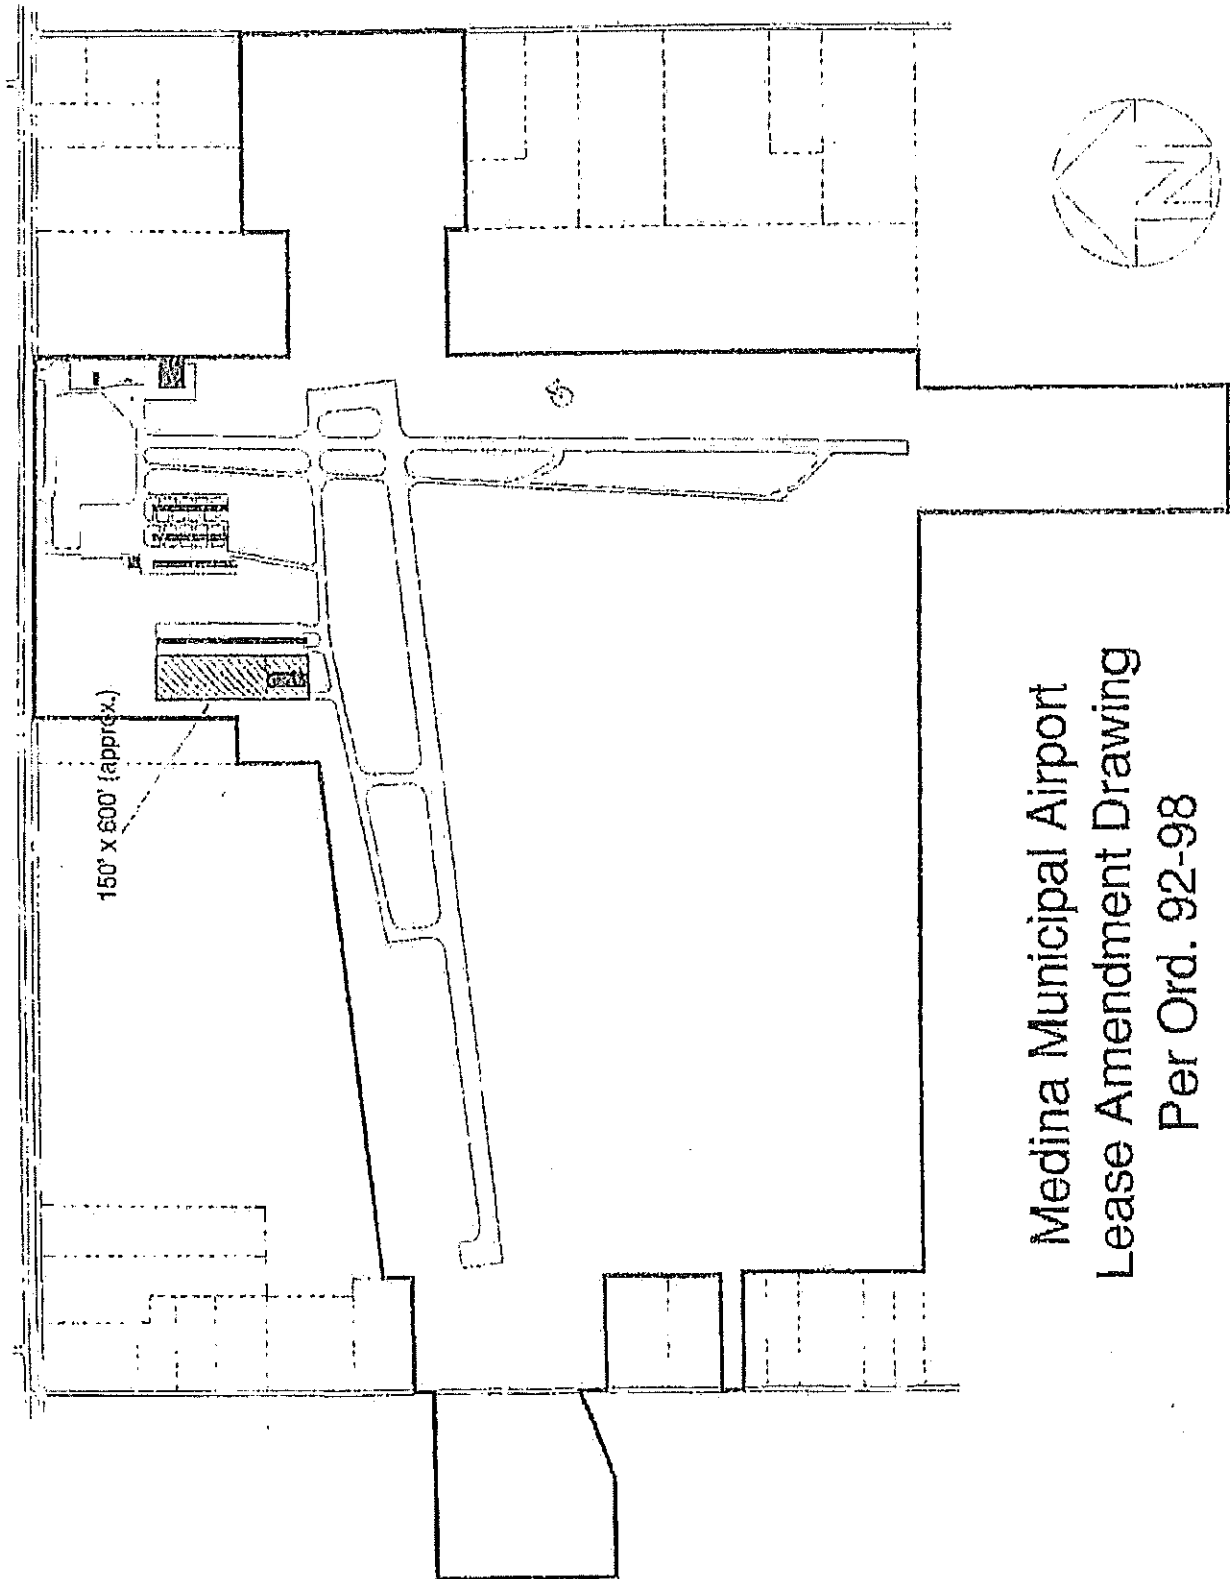 150' x 600' (approx.)
Medina Municipal Airport
Lease Amendment Drawing
Per Ord. 92-98
N